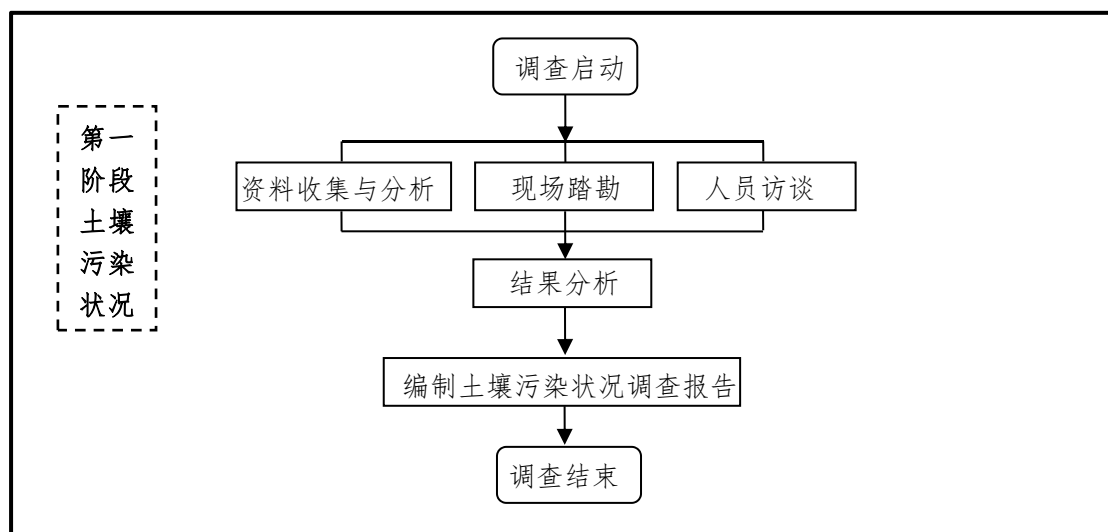 调查启动
第一
阶段
土壤
污染
状况
资料收集与分析
现场踏勘
人员访谈
结果分析
编制土壤污染状况调查报告
调查结束